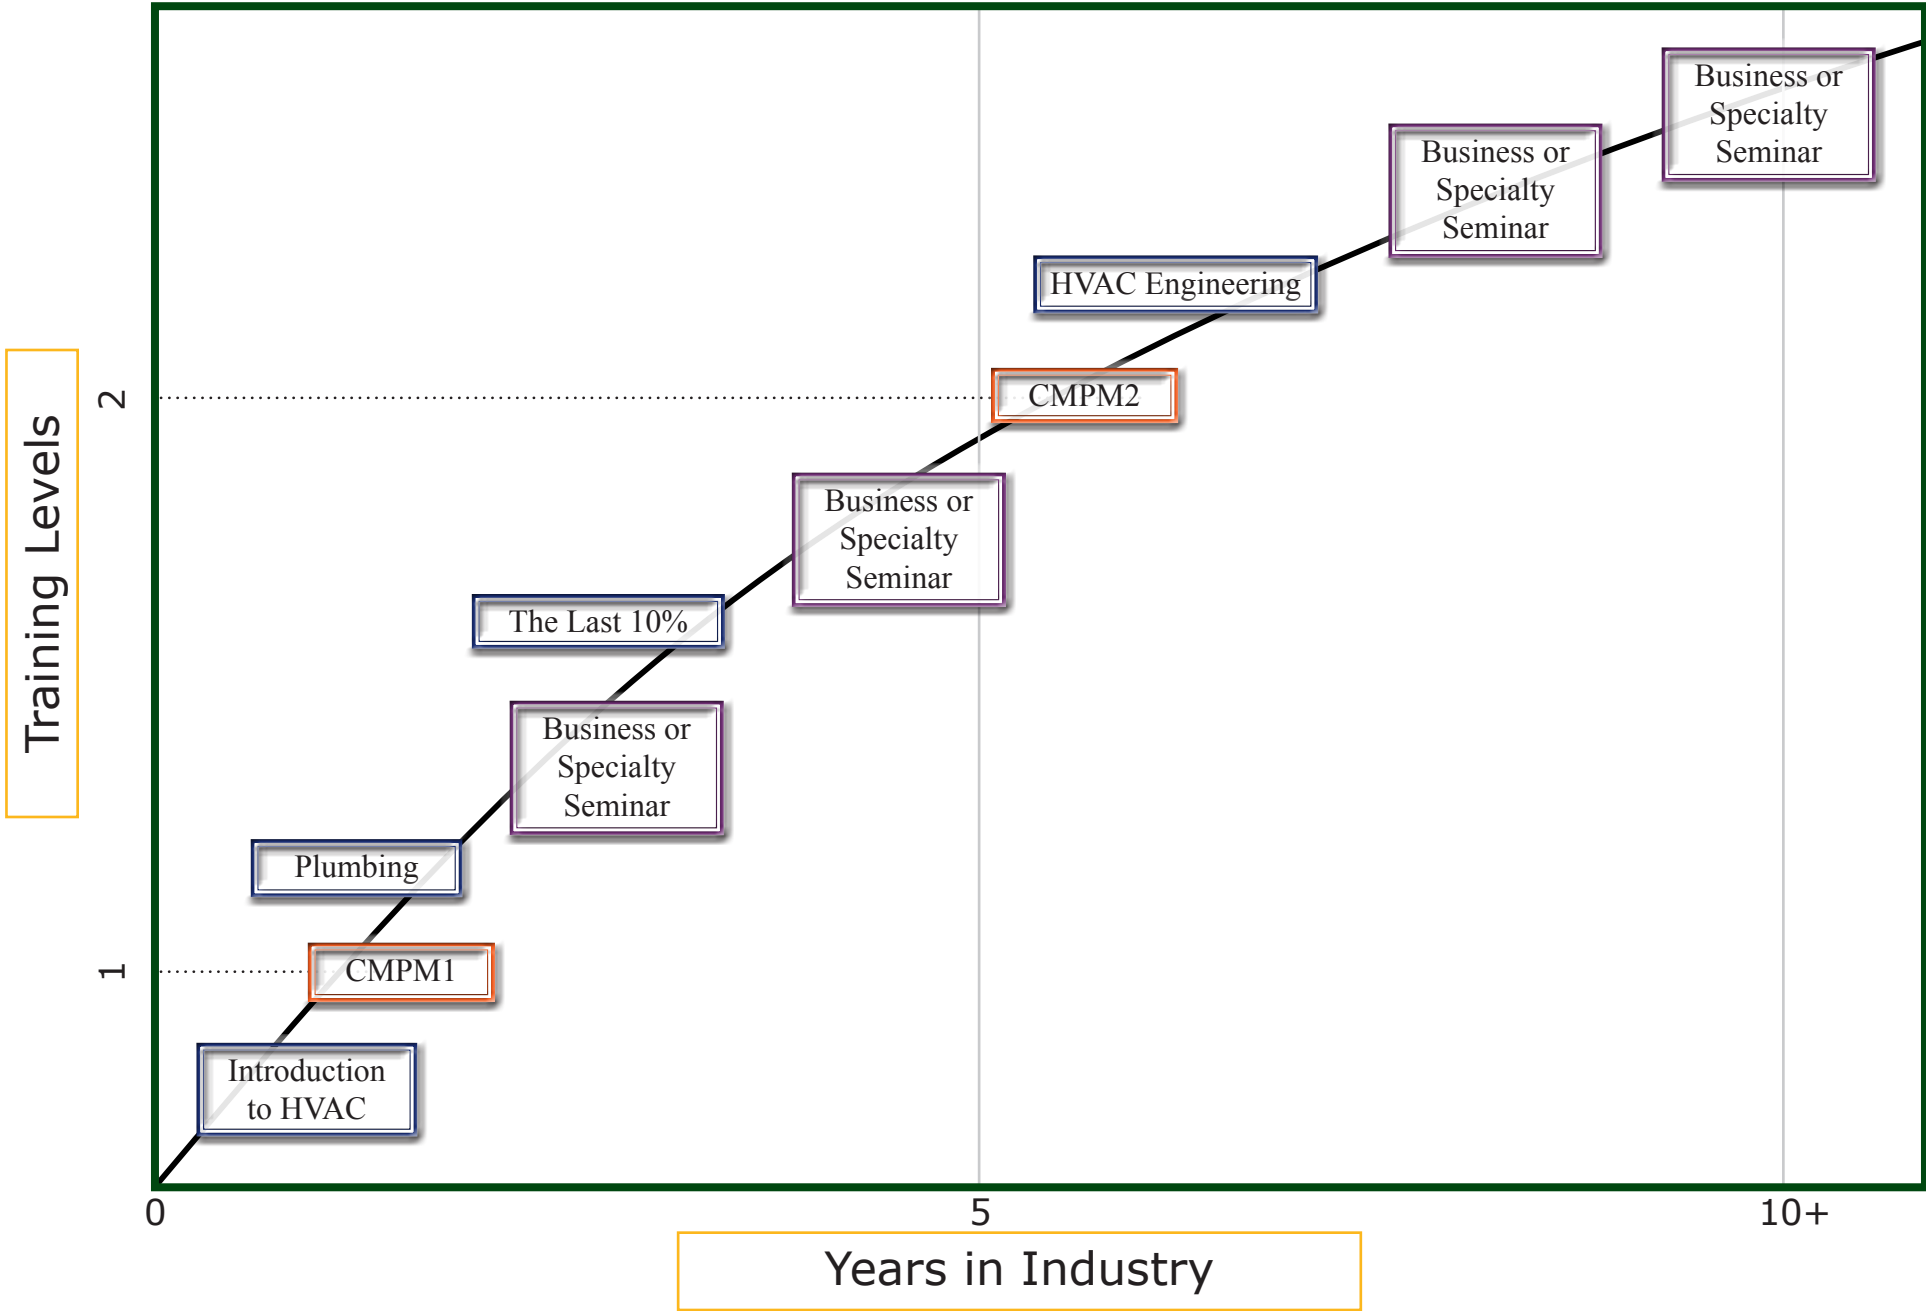 Business or
Specialty
Seminar
Business or
Specialty
Seminar
HVAC Engineering
2
CMPM2
Training Levels
Business or
Specialty
Seminar
The Last 10%
Business or
Specialty
Seminar
Plumbing
1
CMPM1
Introduction
to HVAC
0
5
10+
Years in Industry